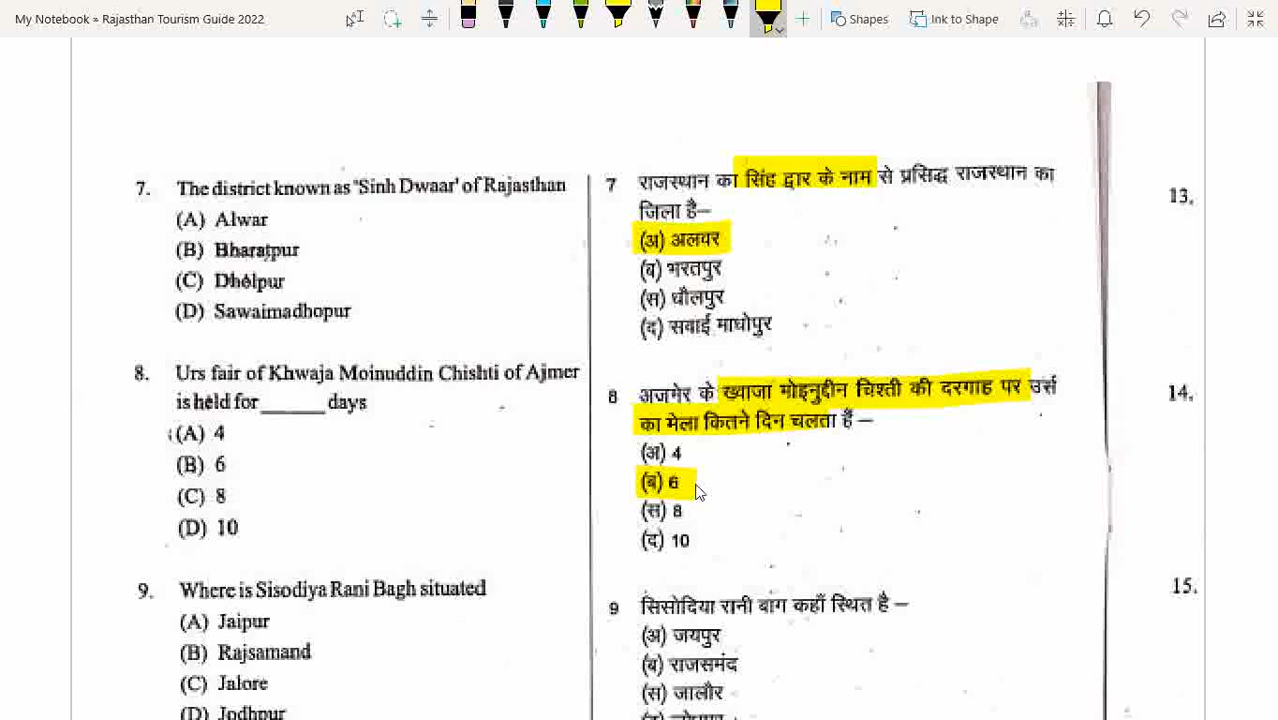 My Notebook » Rajasthan Tourism Guide 2022
Shapes
Ink to Shape
7. The district known as 'Sinh Dwaar' of Rajasthan
(A) Alwar
(B) Bharatpur
(C) Dholpur
(D) Sawaimadhopur
8. Urs fair of Khwaja Moinuddin Chishti of Ajmer
is held for ______ days
(A) 4
(B) 6
(C) 8
(D) 10
9. Where is Sisodiya Rani Bagh situated
(A) Jaipur
(B) Rajsamand
(C) Jalore
(D) Jodhpur
7 राजस्थान का सिंह द्वार के नाम से प्रसिद्ध राजस्थान का
जिला है–
(अ) अलवर
(ब) भरतपुर
(स) धौलपुर
(द) सवाई माधोपुर
8 अजमेर के ख्वाजा मोइनुद्दीन चिश्ती की दरगाह पर उर्स
का मेला कितने दिन चलता है –
(अ) 4
(ब) 6
(स) 8
(द) 10
9 सिसोदिया रानी बाग कहाँ स्थित है –
(अ) जयपुर
(ब) राजसमंद
(स) जालौर
13.
14.
15.